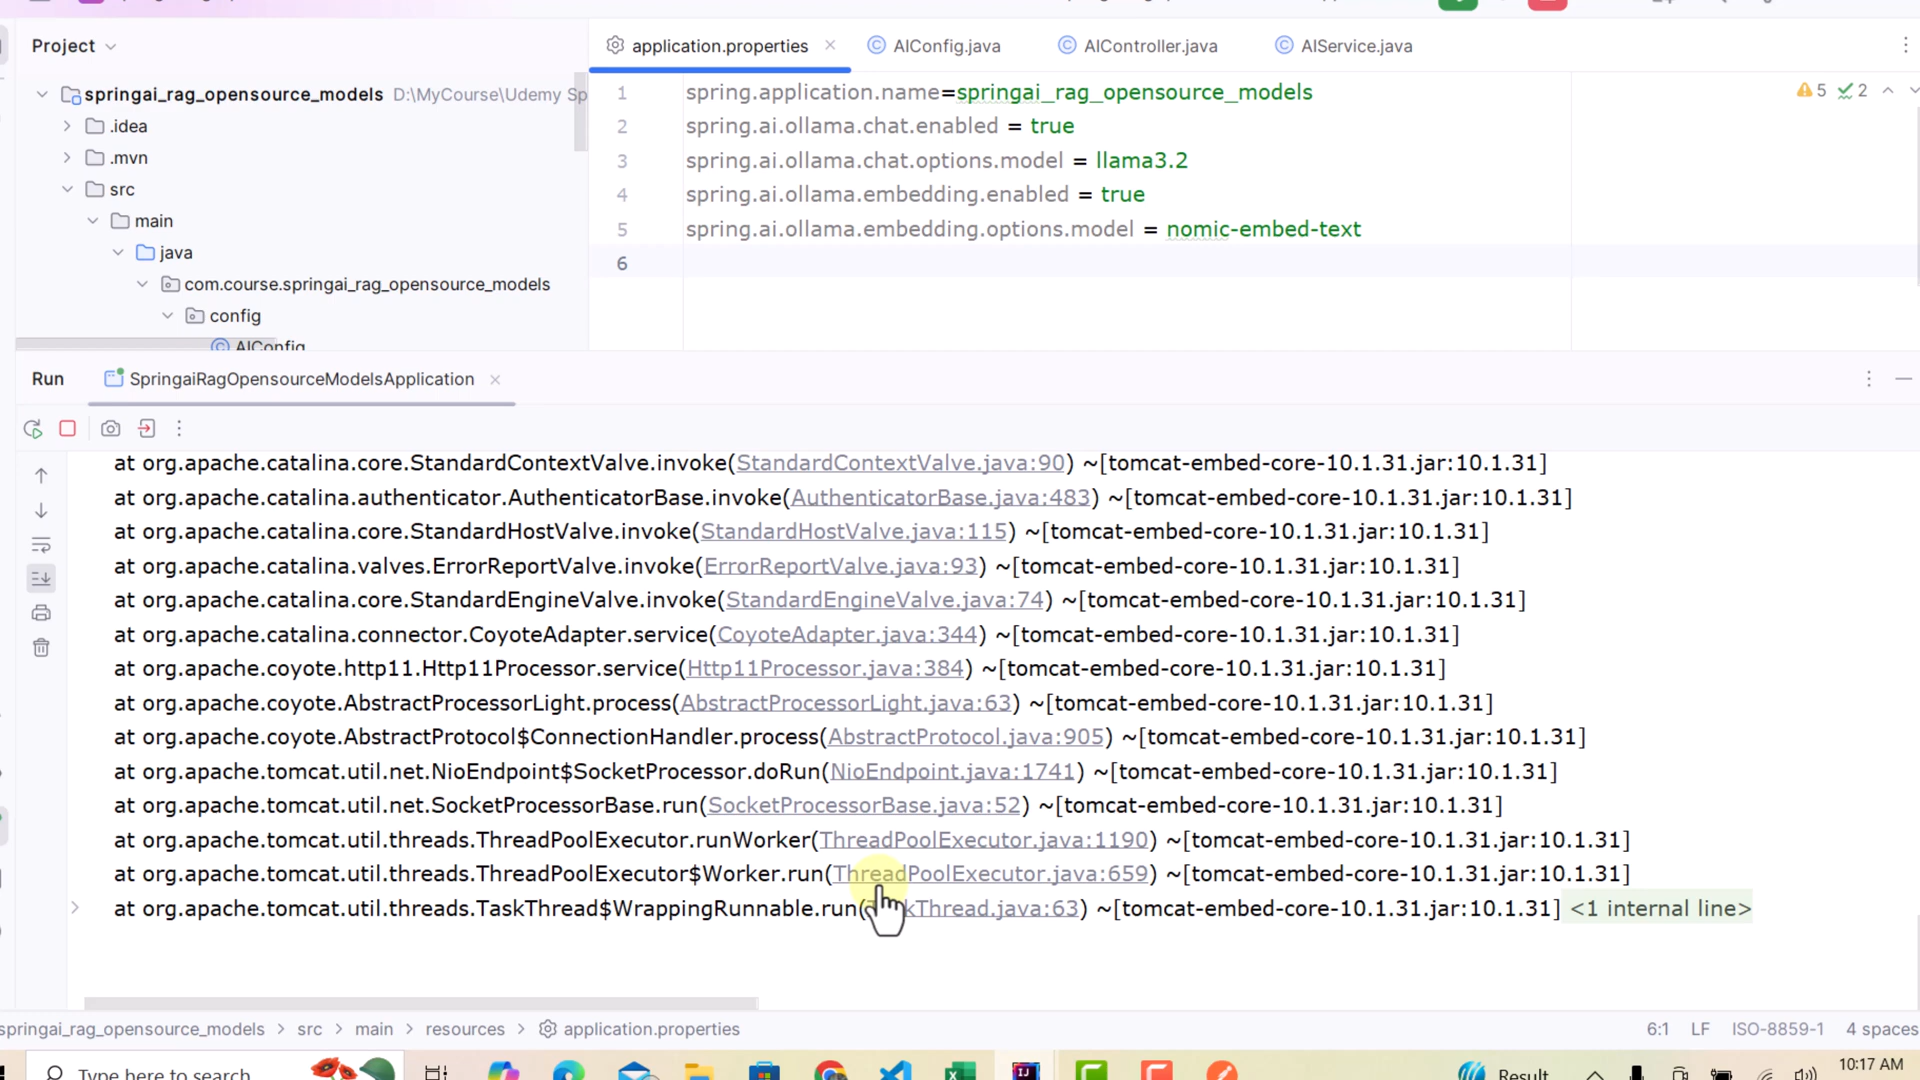 Project
springai_rag_opensource_models D:\MyCourse\Udemy Sp
.idea
.mvn
src
main
java
com.course.springai_rag_opensource_models
config
AIConfig
application.properties
AIConfig.java
AIController.java
AIService.java
1 spring.application.name=springai_rag_opensource_models
2 spring.ai.ollama.chat.enabled = true
3 spring.ai.ollama.chat.options.model = llama3.2
4 spring.ai.ollama.embedding.enabled = true
5 spring.ai.ollama.embedding.options.model = nomic-embed-text
6
5 2
Run SpringaiRagOpensourceModelsApplication
at org.apache.catalina.core.StandardContextValve.invoke(StandardContextValve.java:90) ~[tomcat-embed-core-10.1.31.jar:10.1.31]
at org.apache.catalina.authenticator.AuthenticatorBase.invoke(AuthenticatorBase.java:483) ~[tomcat-embed-core-10.1.31.jar:10.1.31]
at org.apache.catalina.core.StandardHostValve.invoke(StandardHostValve.java:115) ~[tomcat-embed-core-10.1.31.jar:10.1.31]
at org.apache.catalina.valves.ErrorReportValve.invoke(ErrorReportValve.java:93) ~[tomcat-embed-core-10.1.31.jar:10.1.31]
at org.apache.catalina.core.StandardEngineValve.invoke(StandardEngineValve.java:74) ~[tomcat-embed-core-10.1.31.jar:10.1.31]
at org.apache.catalina.connector.CoyoteAdapter.service(CoyoteAdapter.java:344) ~[tomcat-embed-core-10.1.31.jar:10.1.31]
at org.apache.coyote.http11.Http11Processor.service(Http11Processor.java:384) ~[tomcat-embed-core-10.1.31.jar:10.1.31]
at org.apache.coyote.AbstractProcessorLight.process(AbstractProcessorLight.java:63) ~[tomcat-embed-core-10.1.31.jar:10.1.31]
at org.apache.coyote.AbstractProtocol$ConnectionHandler.process(AbstractProtocol.java:905) ~[tomcat-embed-core-10.1.31.jar:10.1.31]
at org.apache.tomcat.util.net.NioEndpoint$SocketProcessor.doRun(NioEndpoint.java:1741) ~[tomcat-embed-core-10.1.31.jar:10.1.31]
at org.apache.tomcat.util.net.SocketProcessorBase.run(SocketProcessorBase.java:52) ~[tomcat-embed-core-10.1.31.jar:10.1.31]
at org.apache.tomcat.util.threads.ThreadPoolExecutor.runWorker(ThreadPoolExecutor.java:1190) ~[tomcat-embed-core-10.1.31.jar:10.1.31]
at org.apache.tomcat.util.threads.ThreadPoolExecutor$Worker.run(ThreadPoolExecutor.java:659) ~[tomcat-embed-core-10.1.31.jar:10.1.31]
at org.apache.tomcat.util.threads.TaskThread$WrappingRunnable.run( kThread.java:63) ~[tomcat-embed-core-10.1.31.jar:10.1.31] <1 internal line>
springai_rag_opensource_models > src > main > resources > application.properties
6:1 LF ISO-8859-1 4 spaces
Type here to search
Result
10:17 AM